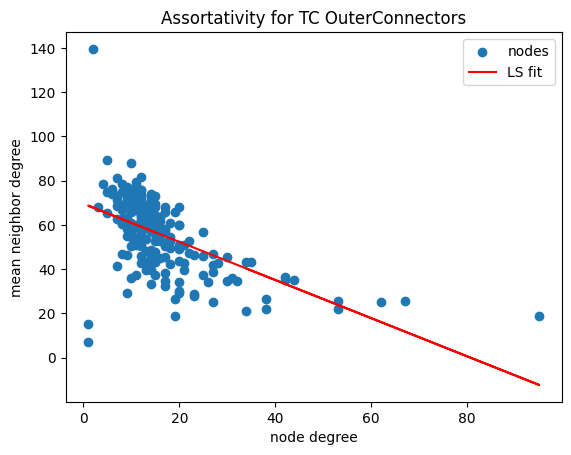 Assortativity for TC OuterConnectors
nodes
LS fit
mean neighbor degree
140
120
100
80
60
40
20
0
0 20 40 60 80
node degree